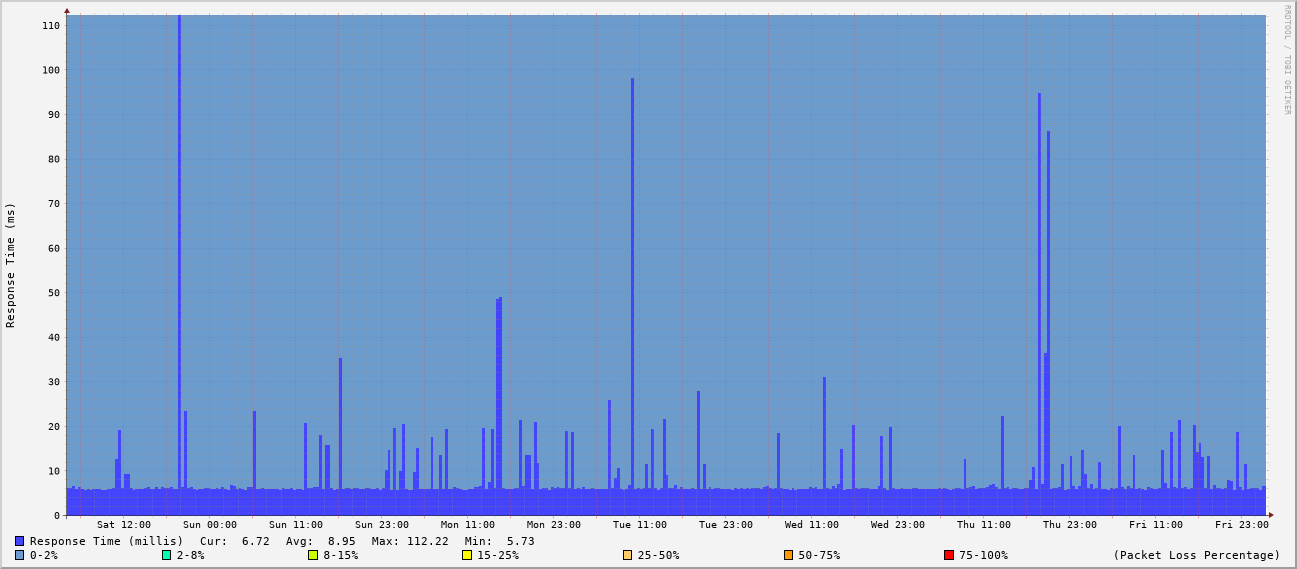 RRDTOOL / TOBI OETIKER
Response Time (ms)
110
100
90
80
70
60
50
40
30
20
10
0
Sat 12:00 Sun 00:00 Sun 11:00 Sun 23:00 Mon 11:00 Mon 23:00 Tue 11:00 Tue 23:00 Wed 11:00 Wed 23:00 Thu 11:00 Thu 23:00 Fri 11:00 Fri 23:00
Response Time (millis) Cur: 6.72 Avg: 8.95 Max: 112.22 Min: 5.73
0-2% 2-8% 8-15% 15-25% 25-50% 50-75% 75-100% (Packet Loss Percentage)